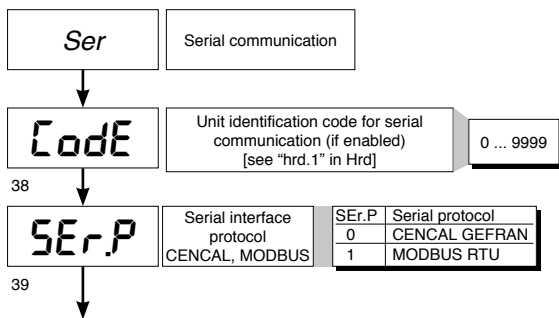 Ser
Serial communication
CodE
Unit identification code for serial
communication (if enabled)
[see “hrd.1” in Hrd]
0 ... 9999
38
SEr.P
Serial interface
protocol
CENCAL, MODBUS
SEr.P Serial protocol
0 CENCAL GEFRAN
1 MODBUS RTU
39